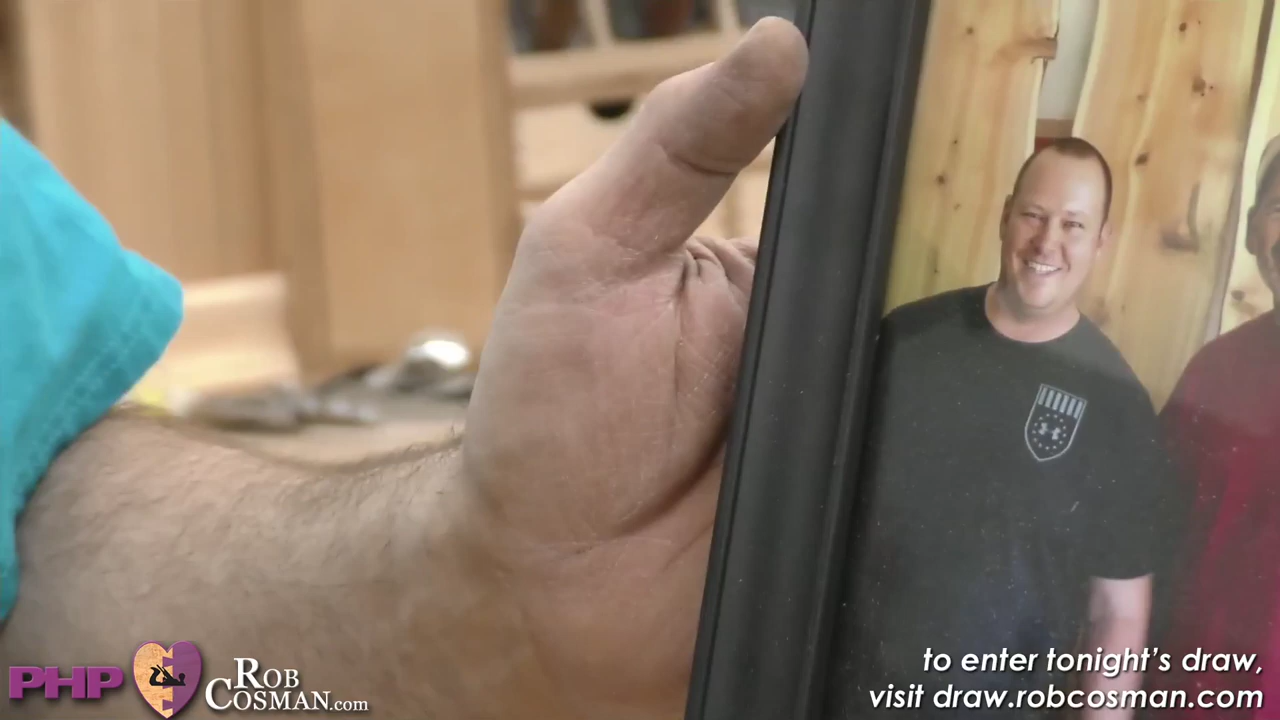 PHP
ROB
COSMAN.com
to enter tonight's draw,
visit draw.robcosman.com